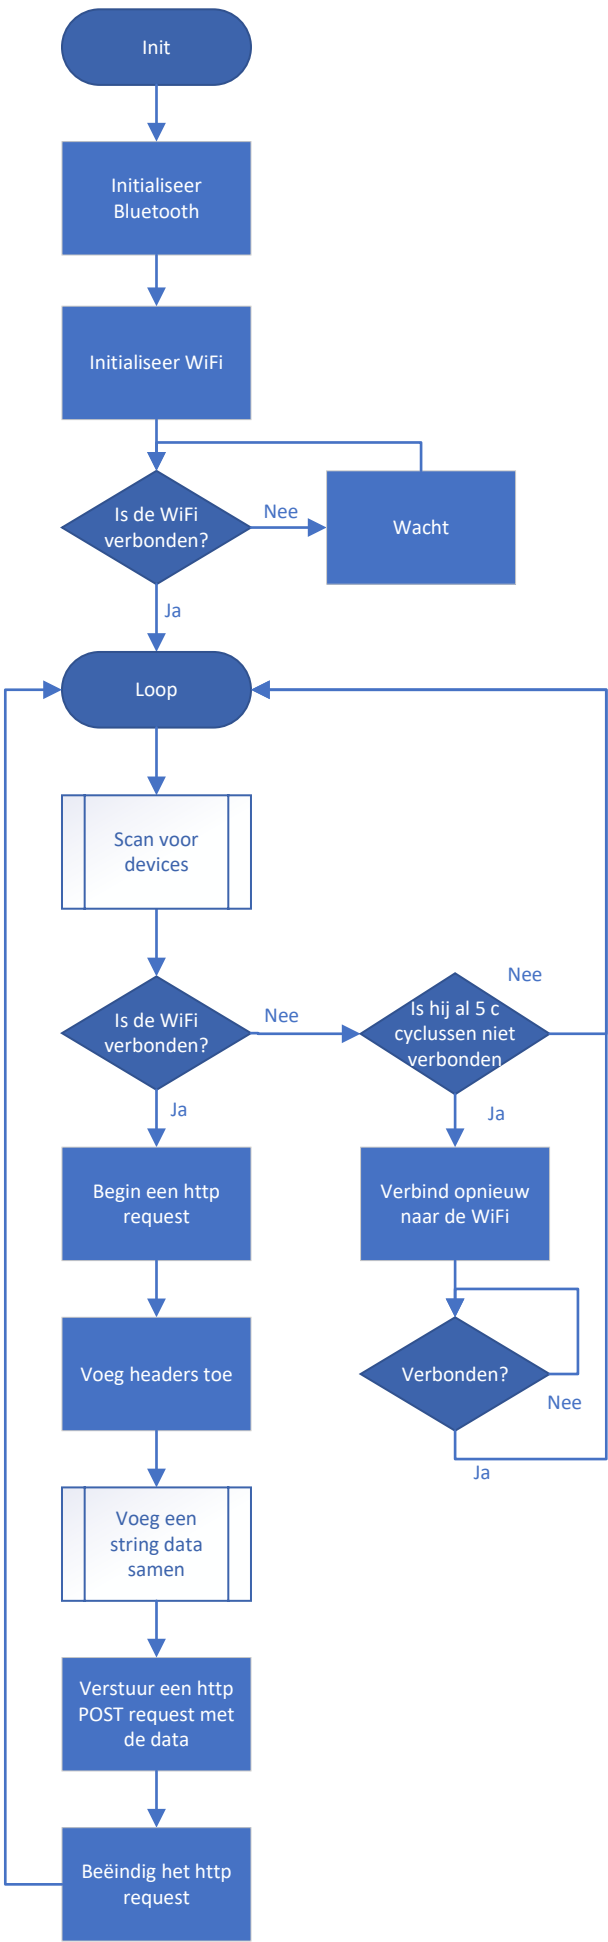 Init
Initialiseer
Bluetooth
Initialiseer WiFi
Is de WiFi
verbonden?
Nee
Wacht
Ja
Loop
Scan voor
devices
Is de WiFi
verbonden?
Nee
Is hij al 5 c
cyclussen niet
verbonden
Nee
Ja
Ja
Begin een http
request
Verbind opnieuw
naar de WiFi
Voeg headers toe
Verbonden?
Nee
Ja
Voeg een
string data
samen
Verstuur een http
POST request met
de data
Beëindig het http
request